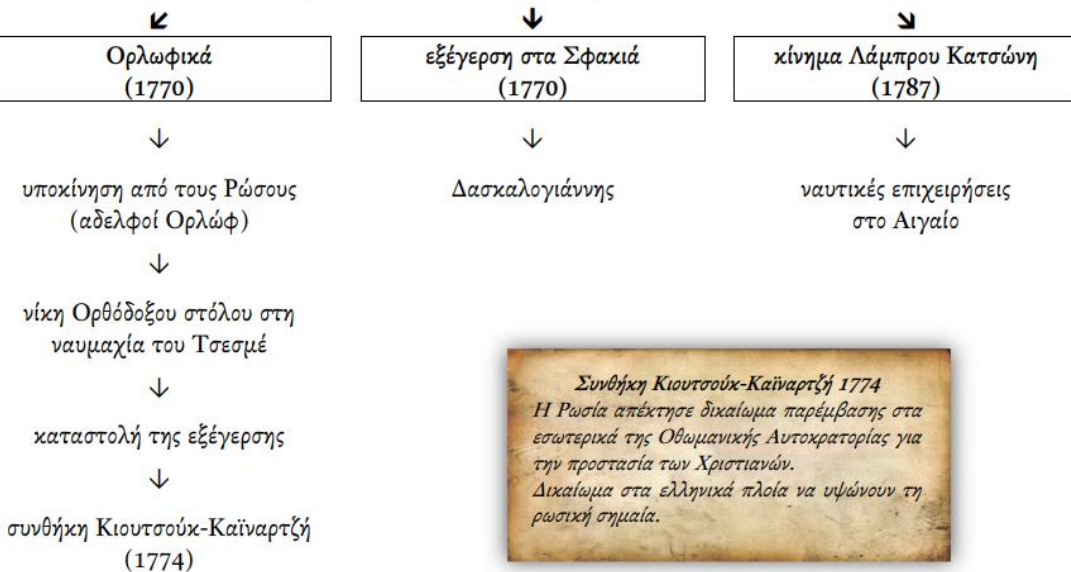 Ορλωφικά
(1770)
εξέγερση στα Σφακιά
(1770)
κίνημα Λάμπρου Κατσώνη
(1787)
υποκίνηση από τους Ρώσους
(αδελφοί Ορλώφ)
Δασκαλογιάννης
ναυτικές επιχειρήσεις
στο Αιγαίο
νίκη Ορθόδοξου στόλου στη
ναυμαχία του Τσεσμέ
καταστολή της εξέγερσης
συνθήκη Κιουτσούκ-Καϊναρτζή
(1774)
Συνθήκη Κιουτσούκ-Καϊναρτζή 1774
Η Ρωσία απέκτησε δικαίωμα παρέμβασης στα
εσωτερικά της Οθωμανικής Αυτοκρατορίας για
την προστασία των Χριστιανών.
Δικαίωμα στα ελληνικά πλοία να υψώνουν τη
ρωσική σημαία.